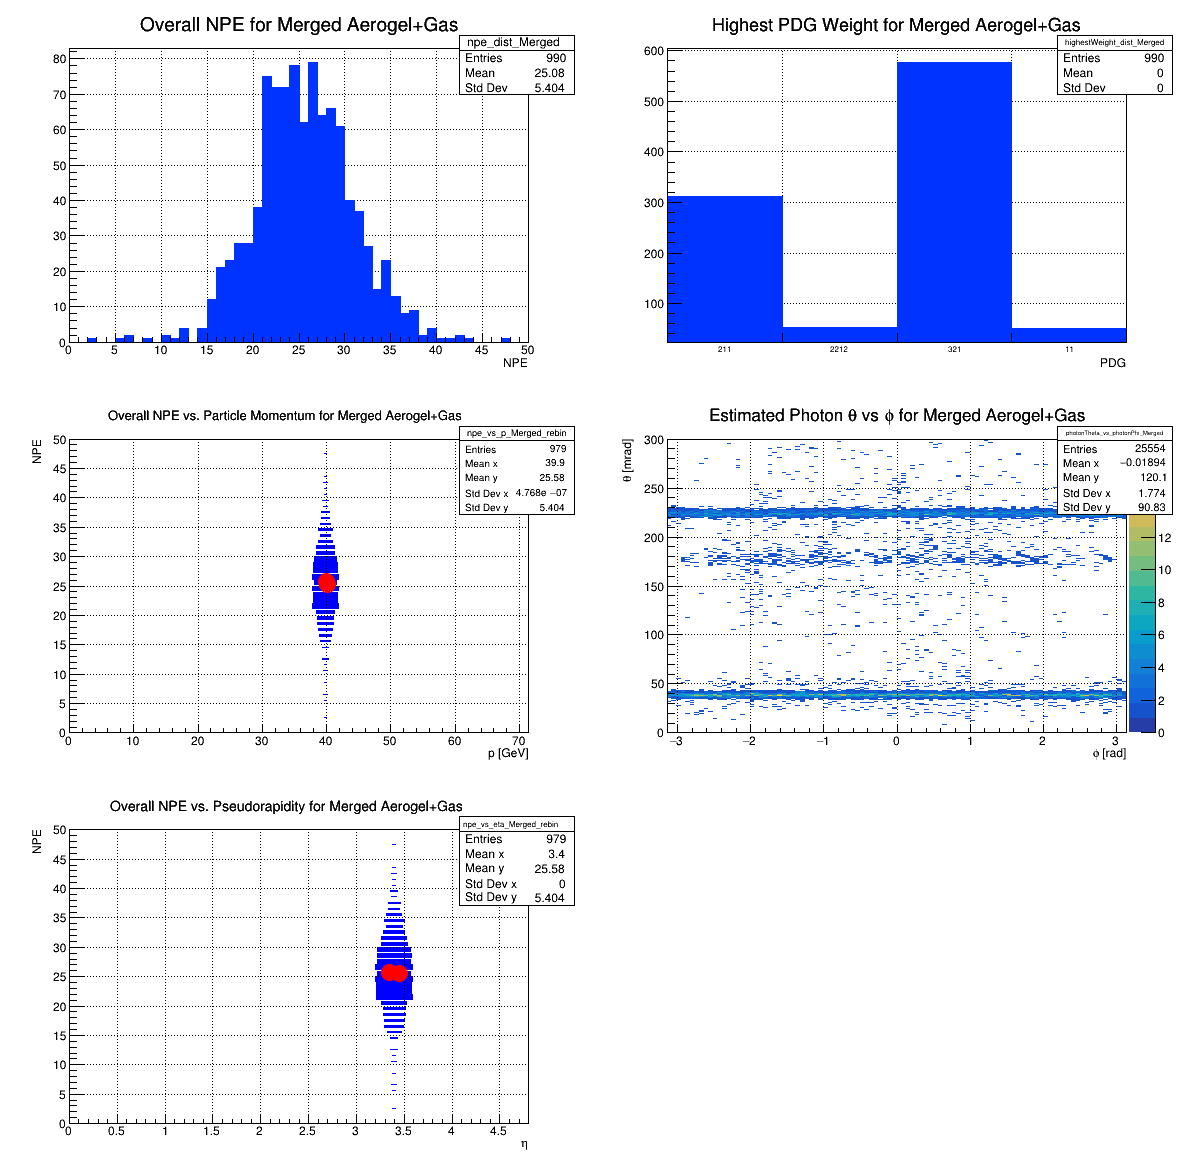 Overall NPE for Merged Aerogel+Gas
npe_dist_Merged
Entries 990
Mean 25.08
Std Dev 5.404
80
70
60
50
40
30
20
10
0
0 5 10 15 20 25 30 35 40 45 50
NPE
Highest PDG Weight for Merged Aerogel+Gas
highestWeight_dist_Merged
Entries 990
Mean 0
Std Dev 0
600
500
400
300
200
100
211 2212 321 11
PDG
Overall NPE vs. Particle Momentum for Merged Aerogel+Gas
npe_vs_p_Merged_rebin
Entries 979
Mean x 39.9
Mean y 25.58
Std Dev x 4.768e −07
Std Dev y 5.404
NPE
50
45
40
35
30
25
20
15
10
5
0
0 10 20 30 40 50 60 70
p [GeV]
Estimated Photon θ vs ϕ for Merged Aerogel+Gas
photonTheta_vs_photonPhi_Merged
Entries 25554
Mean x −0.01894
Mean y 120.1
Std Dev x 1.774
Std Dev y 90.83
θ [mrad]
300
250
200
150
100
50
0
−3 −2 −1 0 1 2 3
ϕ [rad]
12
10
8
6
4
2
0
Overall NPE vs. Pseudorapidity for Merged Aerogel+Gas
npe_vs_eta_Merged_rebin
Entries 979
Mean x 3.4
Mean y 25.58
Std Dev x 0
Std Dev y 5.404
NPE
50
45
40
35
30
25
20
15
10
5
0
0 0.5 1 1.5 2 2.5 3 3.5 4 4.5
η